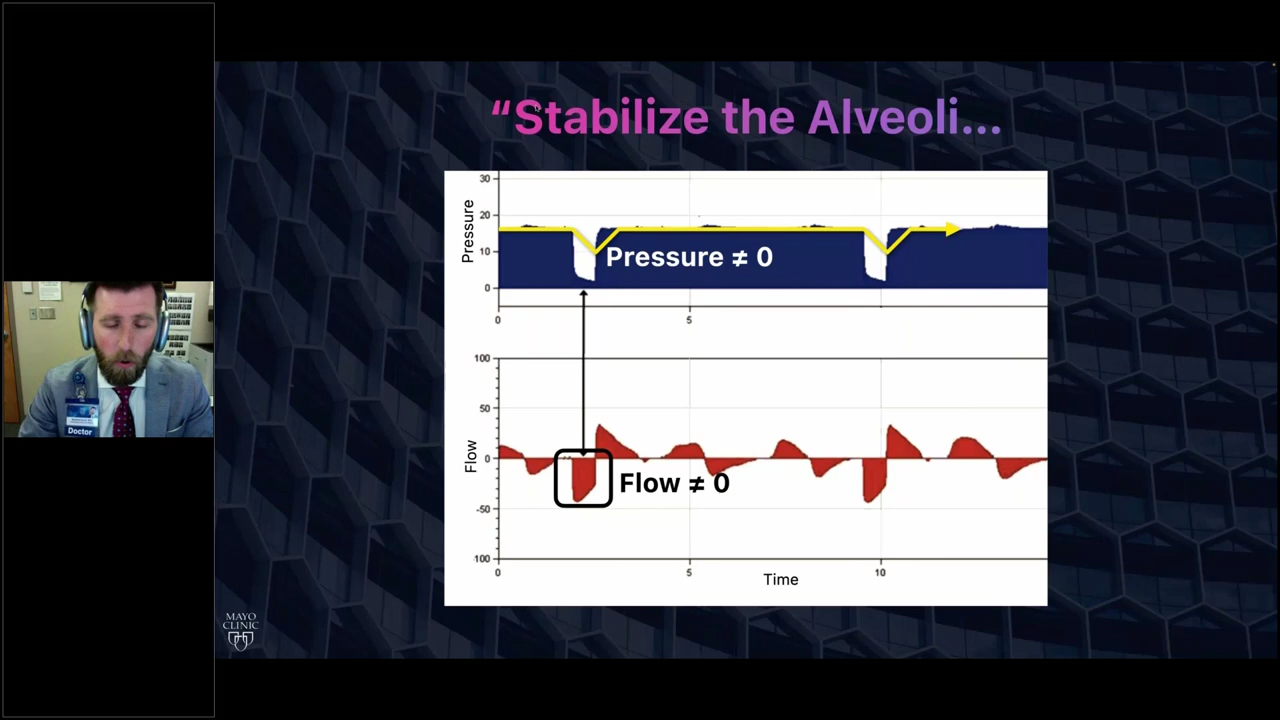 “Stabilize the Alveoli...
30
20
10
0
Pressure
Pressure ≠ 0
0
5
100
50
0
-50
100
Flow
Flow ≠ 0
0
5
10
Time
MAYO
CLINIC
Doctor